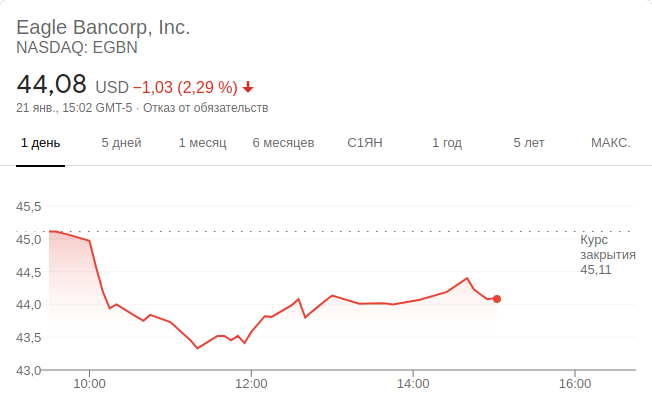 Eagle Bancorp, Inc.
NASDAQ: EGBN
44,08 USD −1,03 (2,29 %)
21 янв., 15:02 GMT-5 · Отказ от обязательств
1 день 5 дней 1 месяц 6 месяцев С1ЯН 1 год 5 лет МАКС.
45,5
45,0
44,5
44,0
43,5
43,0
Курс
закрытия
45,11
10:00 12:00 14:00 16:00